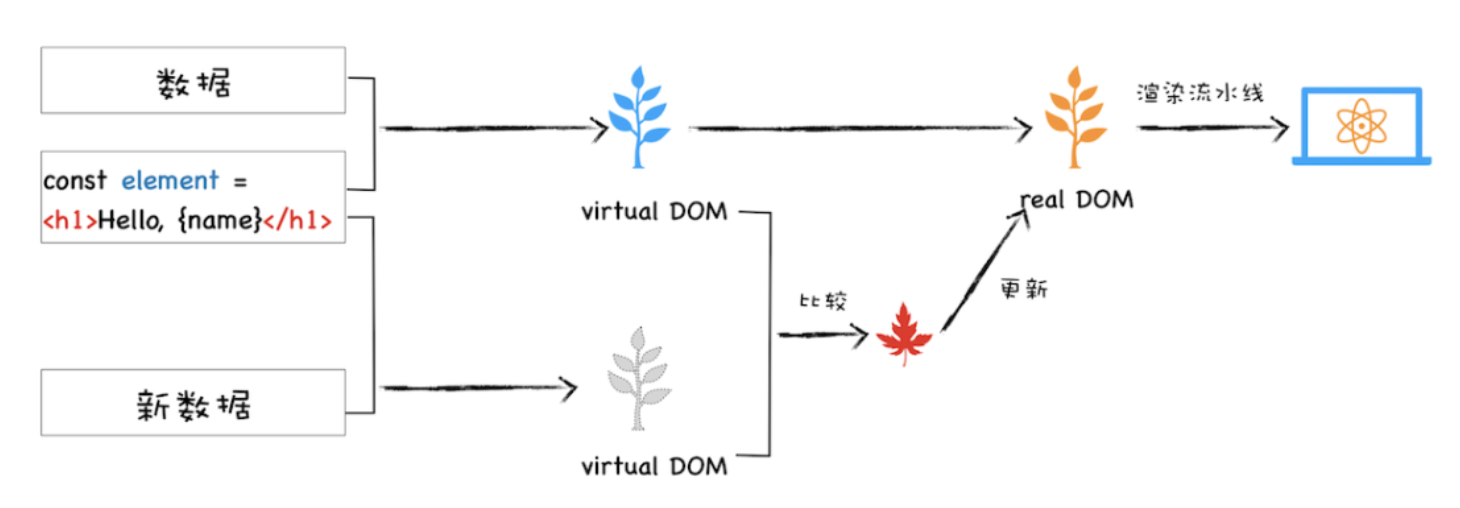 数据
const element =
<h1>Hello, {name}</h1>
新数据
virtual DOM
virtual DOM
比较
更新
real DOM
渲染流水线